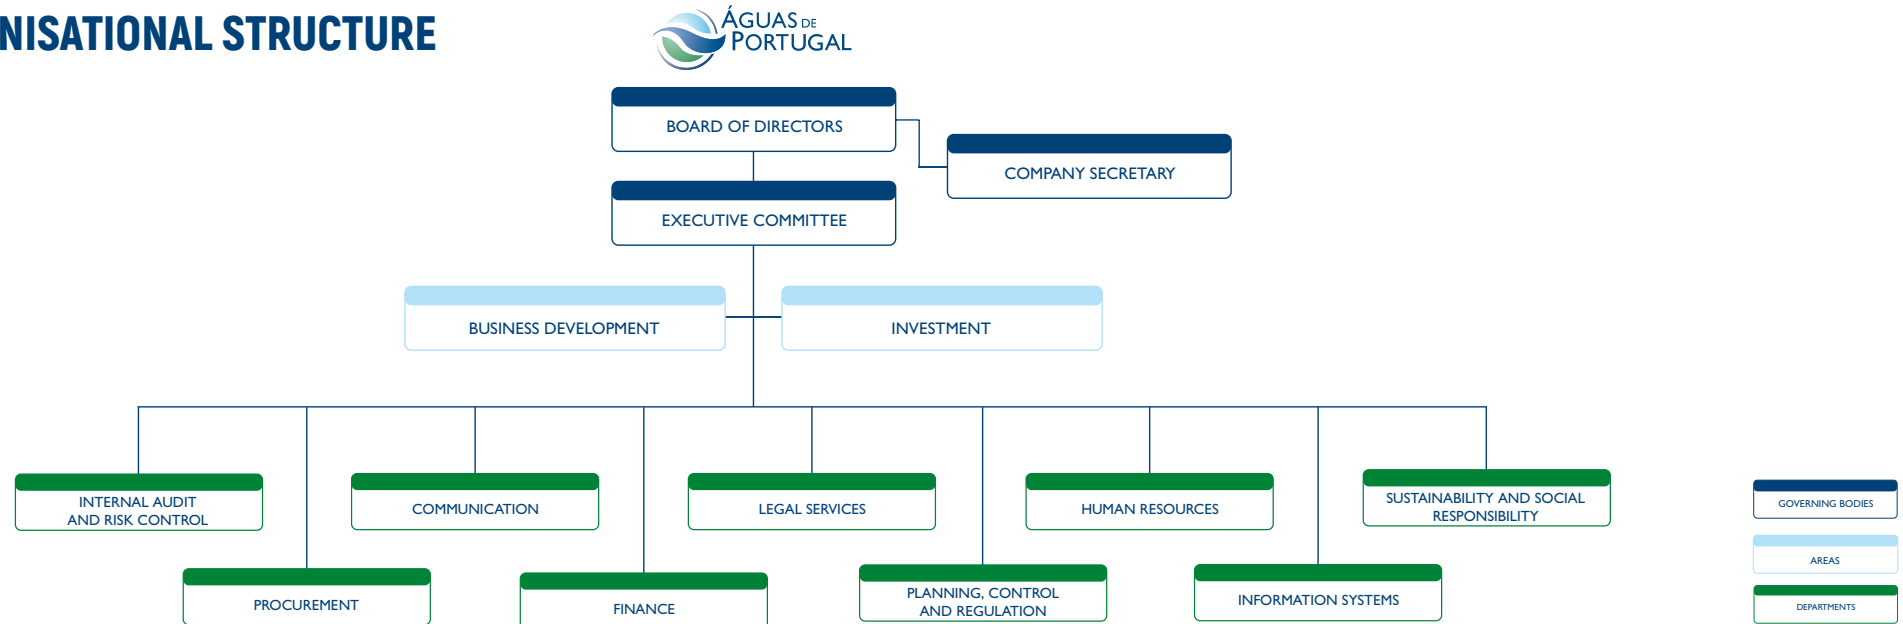 NISATIONAL STRUCTURE
ÁGUAS DE
PORTUGAL
BOARD OF DIRECTORS
COMPANY SECRETARY
EXECUTIVE COMMITTEE
BUSINESS DEVELOPMENT
INVESTMENT
INTERNAL AUDIT
AND RISK CONTROL
COMMUNICATION
LEGAL SERVICES
HUMAN RESOURCES
SUSTAINABILITY AND SOCIAL
RESPONSIBILITY
PROCUREMENT
FINANCE
PLANNING, CONTROL
AND REGULATION
INFORMATION SYSTEMS
GOVERNING BODIES
AREAS
DEPARTMENTS